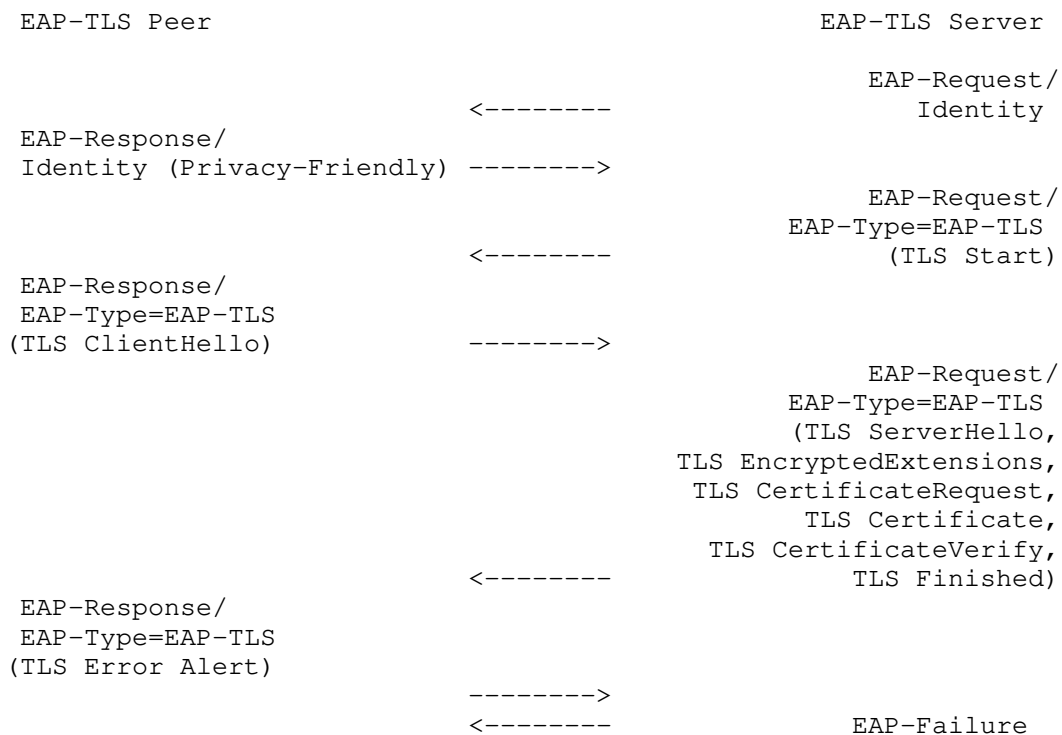 EAP-TLS Peer                                      EAP-TLS Server
EAP-Request/
<--------                 Identity
EAP-Response/
Identity (Privacy-Friendly) -------->
EAP-Request/
EAP-Type=EAP-TLS
<--------               (TLS Start)
EAP-Response/
EAP-Type=EAP-TLS
(TLS ClientHello)            -------->
EAP-Request/
EAP-Type=EAP-TLS
(TLS ServerHello,
TLS EncryptedExtensions,
TLS CertificateRequest,
TLS Certificate,
TLS CertificateVerify,
<--------             TLS Finished)
EAP-Response/
EAP-Type=EAP-TLS
(TLS Error Alert)
-------->
<--------             EAP-Failure